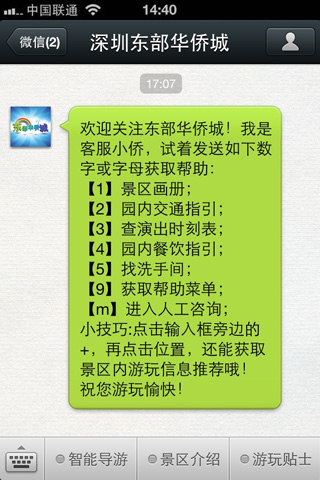 中国联通 14:40
微信(2) 深圳东部华侨城
17:07
东部华侨城
欢迎关注东部华侨城！我是
客服小侨，试着发送如下数
字或字母获取帮助：
【1】景区画册；
【2】园内交通指引；
【3】查演出时刻表；
【4】园内餐饮指引；
【5】找洗手间；
【9】获取帮助菜单；
【m】进入人工咨询；
小技巧:点击输入框旁边的
+，再点击位置，还能获取
景区内游玩信息推荐哦！
祝您游玩愉快！
智能导游 景区介绍 游玩贴士